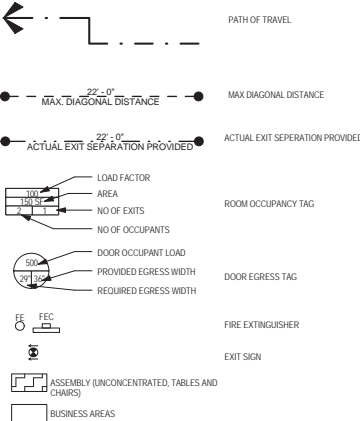 PATH OF TRAVEL
22' - 0"
MAX. DIAGONAL DISTANCE
MAX DIAGONAL DISTANCE
22' - 0"
ACTUAL EXIT SEPARATION PROVIDED
ACTUAL EXIT SEPERATION PROVIDED
LOAD FACTOR
100
AREA
150 SF
2 1
NO OF EXITS
NO OF OCCUPANTS
ROOM OCCUPANCY TAG
DOOR OCCUPANT LOAD
500
PROVIDED EGRESS WIDTH
29" 36"
REQUIRED EGRESS WIDTH
DOOR EGRESS TAG
FE FEC
FIRE EXTINGUISHER
EXIT SIGN
ASSEMBLY (UNCONCENTRATED, TABLES AND
CHAIRS)
BUSINESS AREAS